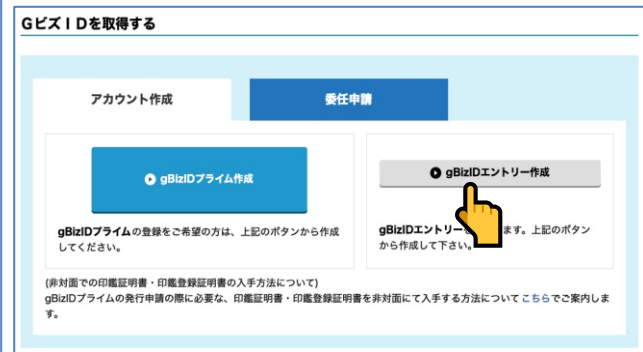 GビズIDを取得する
アカウント作成
委任申請
gBizIDプライム作成
gBizIDエントリー作成
gBizIDプライムの登録をご希望の方は、上記のボタンから作成
してください。
gBizIDエントリー
ます。上記のボタン
から作成して下さい。
(非対面での印鑑証明書・印鑑登録証明書の入手方法について)
gBizIDプライムの発行申請の際に必要な、印鑑証明書・印鑑登録証明書を非対面にて入手する方法についてこちらでご案内しま
す。